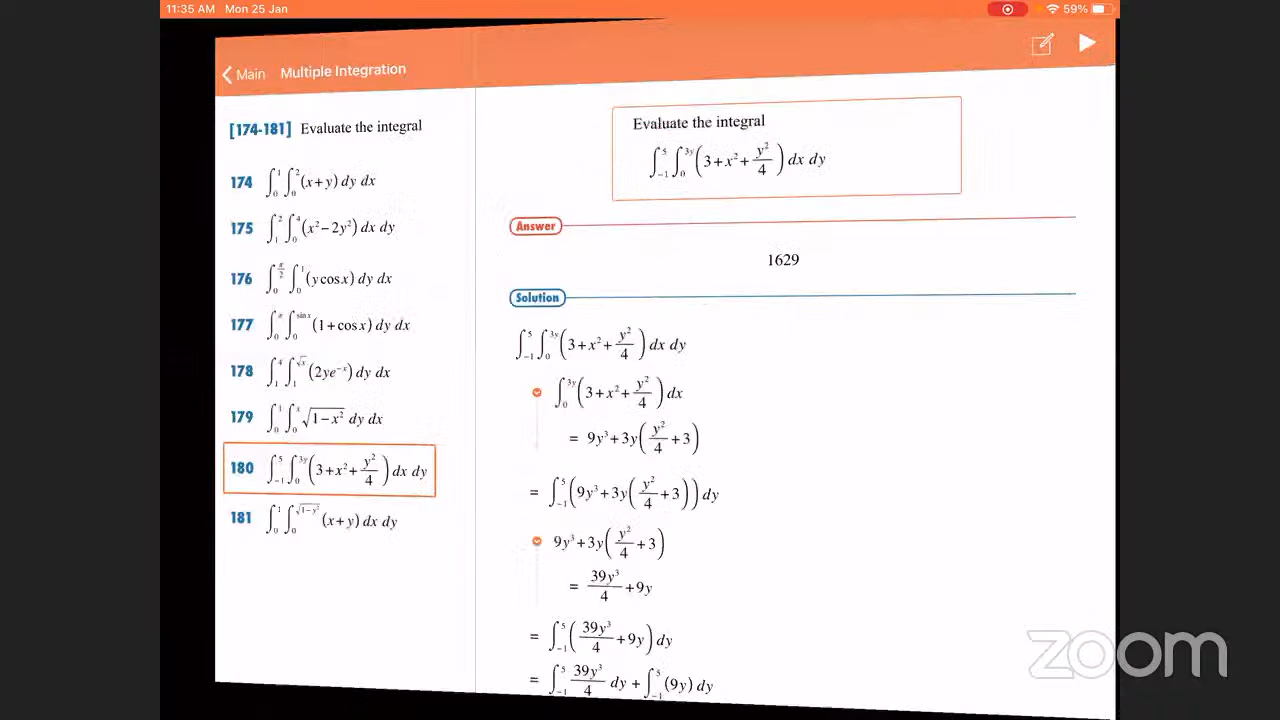 11:35 AM Mon 25 Jan 59%
Main Multiple Integration
[174-181] Evaluate the integral
174 ∫₀¹ ∫₀² (x+y) dy dx
175 ∫₁² ∫₀⁴ (x²−2y²) dx dy
176 ∫₀^(π/2) ∫₀¹ (y cos x) dy dx
177 ∫₀^π ∫₀^(sin x) (1+cos x) dy dx
178 ∫₁⁴ ∫₁^(√x) (2ye^(−x)) dy dx
179 ∫₀¹ ∫₀^x √(1−x²) dy dx
180 ∫₋₁⁵ ∫₀^(3y) (3+x²+y²/4) dx dy
181 ∫₀¹ ∫₀^(√(1−y²)) (x+y) dx dy
Evaluate the integral
∫₋₁⁵ ∫₀^(3y) (3+x²+y²/4) dx dy
Answer
1629
Solution
∫₋₁⁵ ∫₀^(3y) (3+x²+y²/4) dx dy
∫₀^(3y) (3+x²+y²/4) dx
= 9y³+3y(y²/4+3)
= ∫₋₁⁵ (9y³+3y(y²/4+3)) dy
9y³+3y(y²/4+3)
= 39y³/4+9y
= ∫₋₁⁵ (39y³/4+9y) dy
= ∫₋₁⁵ 39y³/4 dy + ∫₋₁⁵ (9y) dy
zoom